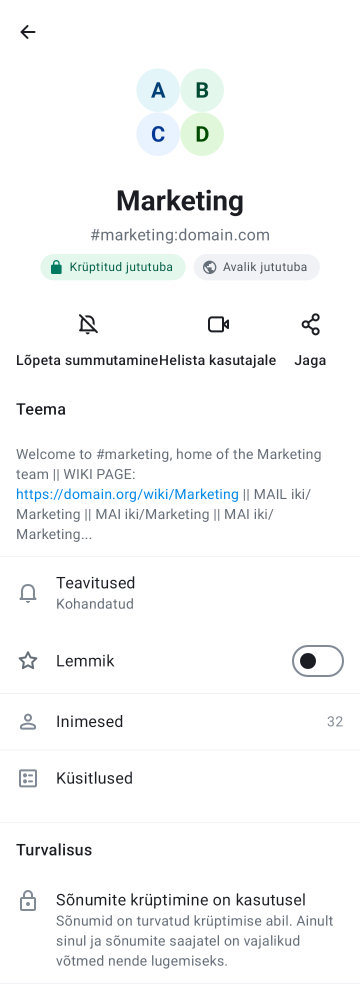 A B
C D
Marketing
#marketing:domain.com
Krüptitud jututuba Avalik jututuba
Lõpeta summutamine Helista kasutajale Jaga
Teema
Welcome to #marketing, home of the Marketing
team || WIKI PAGE:
https://domain.org/wiki/Marketing || MAIL iki/
Marketing || MAI iki/Marketing || MAI iki/
Marketing...
Teavitused
Kohandatud
Lemmik
Inimesed 32
Küsitlused
Turvalisus
Sõnumite krüptimine on kasutusel
Sõnumid on turvatud krüptimise abil. Ainult
sinul ja sõnumite saajatel on vajalikud
võtmed nende lugemiseks.